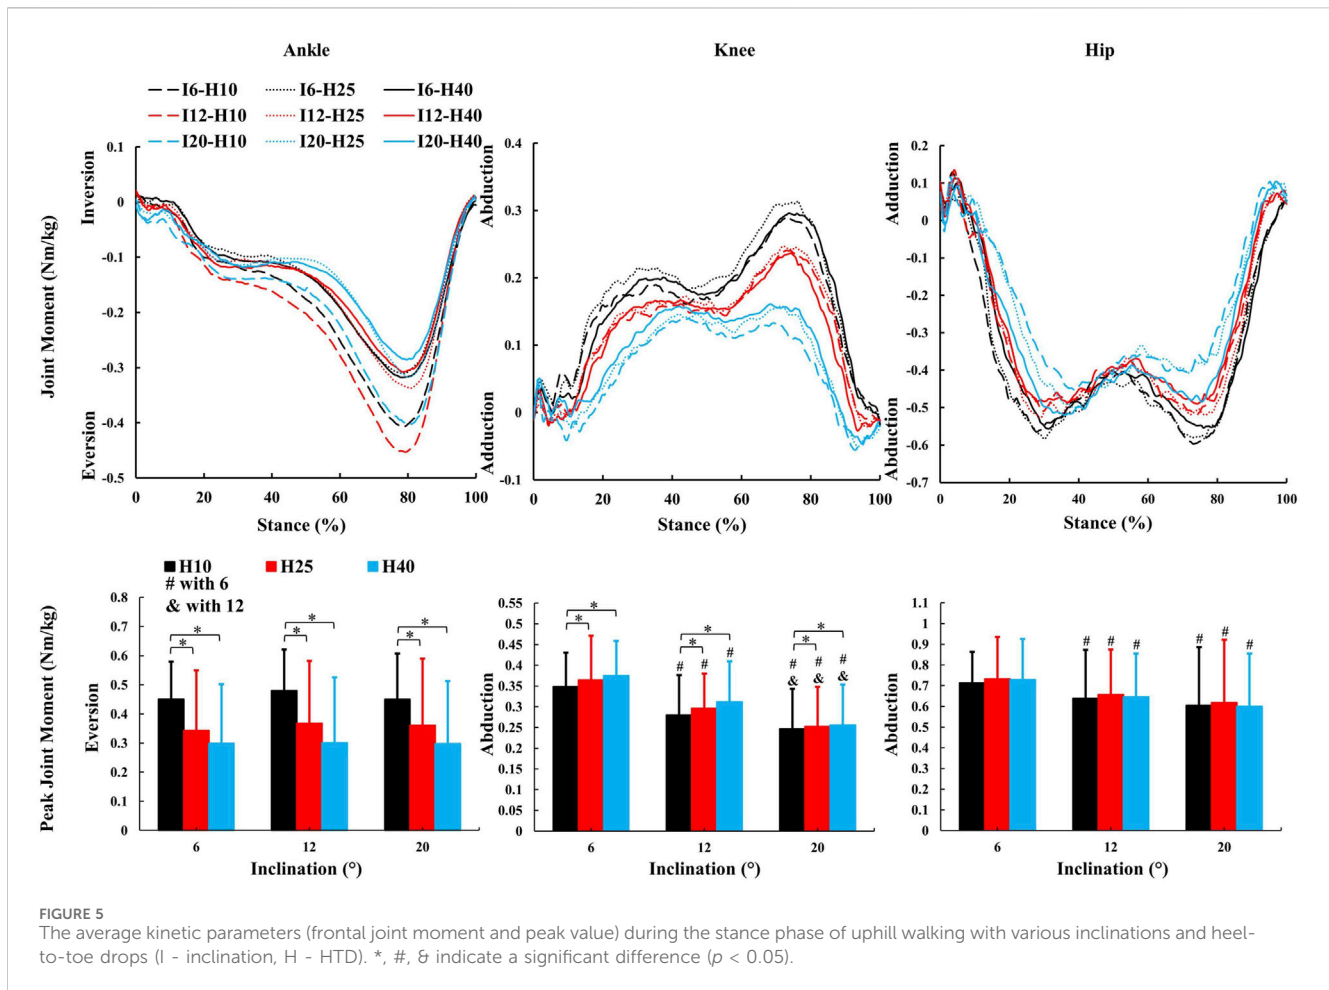 Ankle
Knee
Hip
I6-H10
I6-H25
I6-H40
I12-H10
I12-H25
I12-H40
I20-H10
I20-H25
I20-H40
Joint Moment (Nm/kg)
Inversion
Eversion
0.1
0
-0.1
-0.2
-0.3
-0.4
-0.5
0 20 40 60 80 100
Stance (%)
Abduction
Adduction
0.4
0.3
0.2
0.1
0
-0.1
0 20 40 60 80 100
Stance (%)
Adduction
Abduction
0.2
0.1
0
-0.1
-0.2
-0.3
-0.4
-0.5
-0.6
-0.7
0 20 40 60 80 100
Stance (%)
H10
H25
H40
# with 6
& with 12
Peak Joint Moment (Nm/kg)
Eversion
0.8
0.7
0.6
0.5
0.4
0.3
0.2
0.1
0
* *
* *
* *
6 12 20
Inclination (°)
Abduction
0.55
0.5
0.45
0.4
0.35
0.3
0.25
0.2
0.15
0.1
0.05
0
* *
* *
# # #
* *
# # #
& & &
6 12 20
Inclination (°)
Abduction
1.1
1
0.9
0.8
0.7
0.6
0.5
0.4
0.3
0.2
0.1
0
# # #
# # #
6 12 20
Inclination (°)
FIGURE 5
The average kinetic parameters (frontal joint moment and peak value) during the stance phase of uphill walking with various inclinations and heel-
to-toe drops (I - inclination, H - HTD). *, #, & indicate a significant difference (p < 0.05).